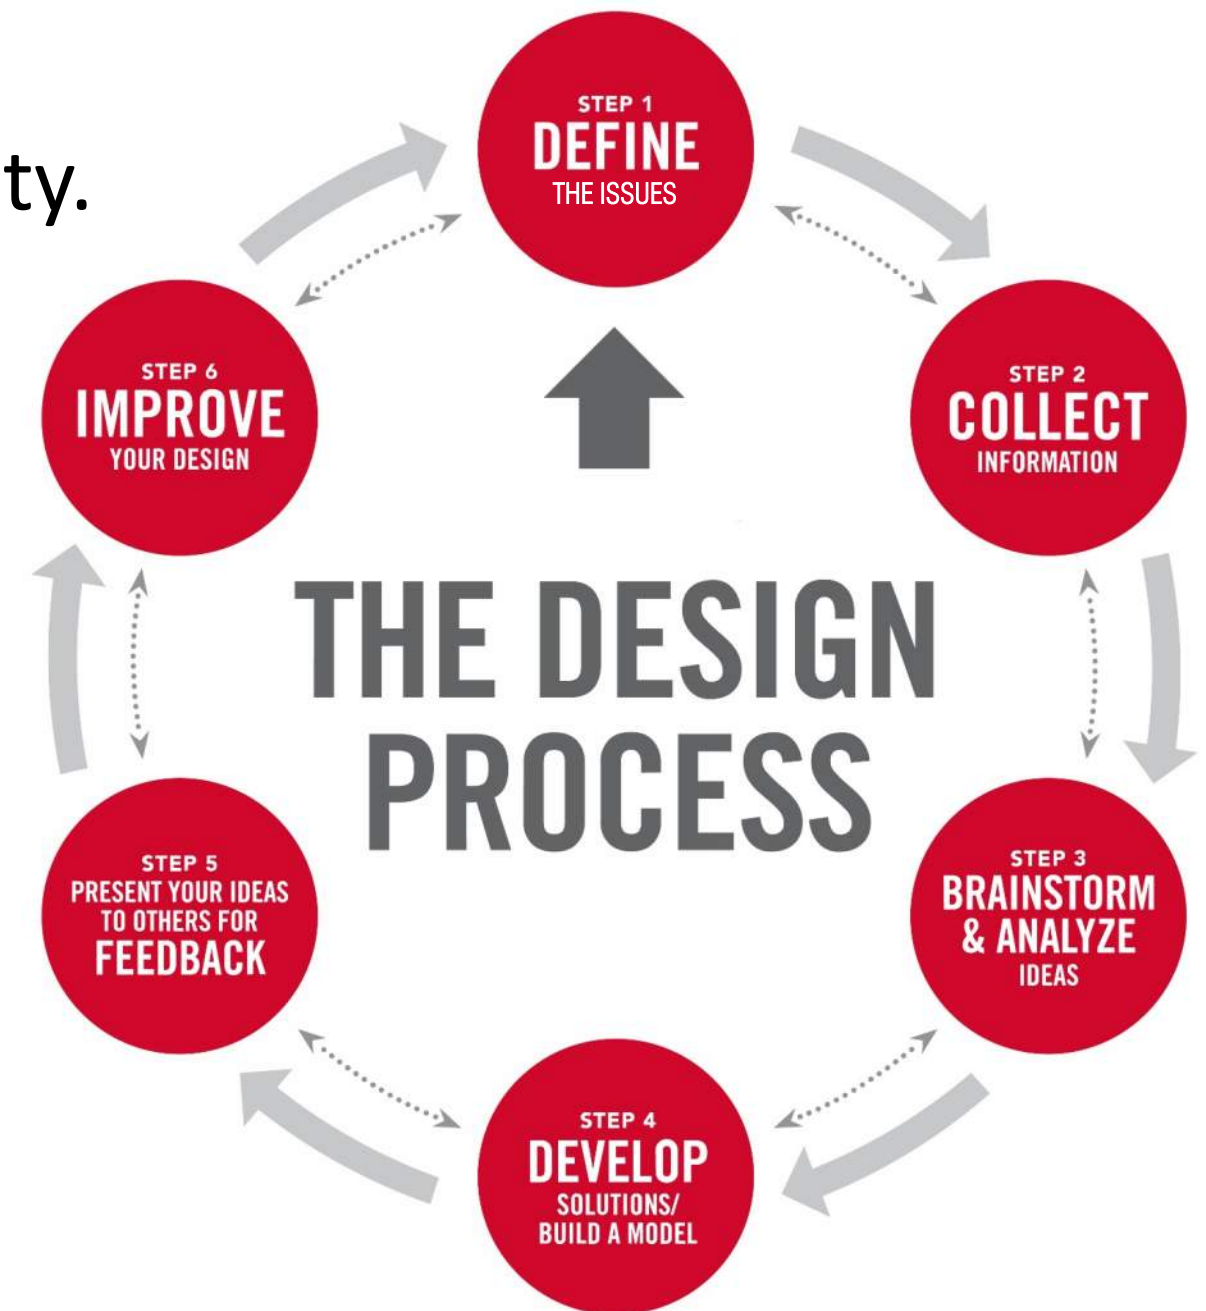 ty.
STEP 1
DEFINE
THE ISSUES
STEP 2
COLLECT
INFORMATION
STEP 3
BRAINSTORM
& ANALYZE
IDEAS
STEP 4
DEVELOP
SOLUTIONS/
BUILD A MODEL
STEP 5
PRESENT YOUR IDEAS
TO OTHERS FOR
FEEDBACK
STEP 6
IMPROVE
YOUR DESIGN
THE DESIGN
PROCESS